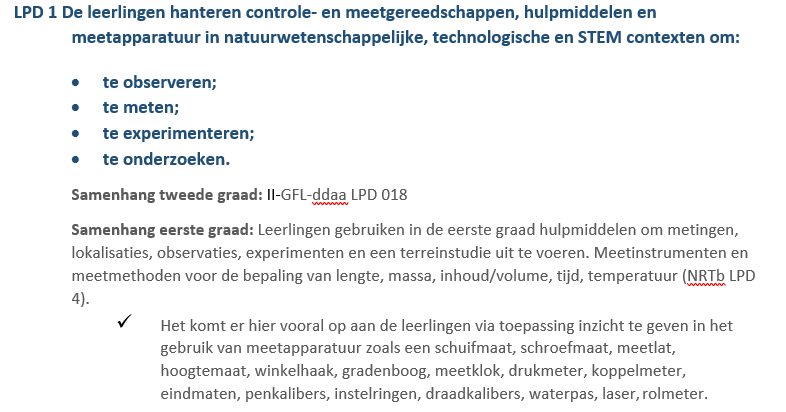 LPD 1 De leerlingen hanteren controle- en meetgereedschappen, hulpmiddelen en
meetapparatuur in natuurwetenschappelijke, technologische en STEM contexten om:
• te observeren;
• te meten;
• te experimenteren;
• te onderzoeken.
Samenhang tweede graad: II-GFL-ddaa LPD 018
Samenhang eerste graad: Leerlingen gebruiken in de eerste graad hulpmiddelen om metingen,
lokalisaties, observaties, experimenten en een terreinstudie uit te voeren. Meetinstrumenten en
meetmethoden voor de bepaling van lengte, massa, inhoud/volume, tijd, temperatuur (NRTb LPD
4).
✓ Het komt er hier vooral op aan de leerlingen via toepassing inzicht te geven in het
gebruik van meetapparatuur zoals een schuifmaat, schroefmaat, meetlat,
hoogtemaat, winkelhaak, gradenboog, meetklok, drukmeter, koppelmeter,
eindmaten, penkalibers, instelringen, draadkalibers, waterpas, laser, rolmeter.